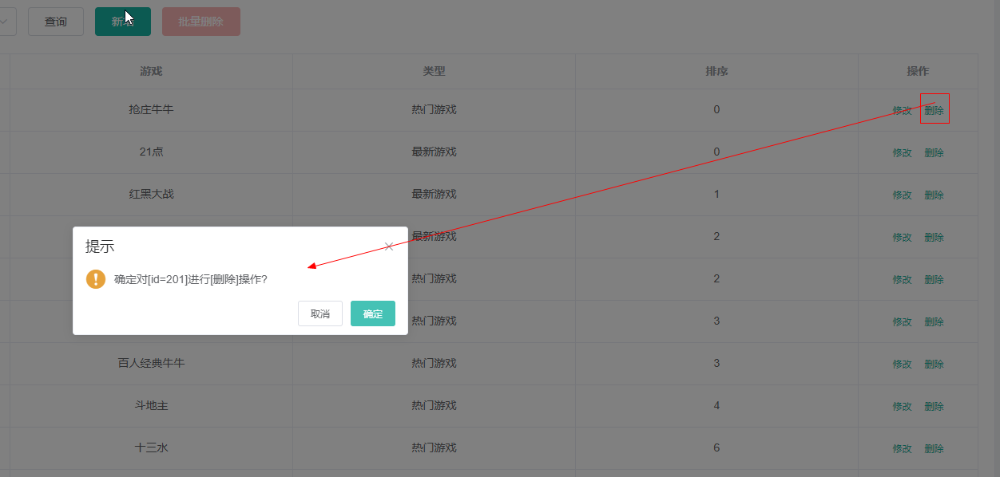 查询
新增
批量删除
游戏 类型 排序 操作
抢庄牛牛 热门游戏 0 修改 删除
21点 最新游戏 0 修改 删除
红黑大战 最新游戏 1 修改 删除
最新游戏 2 修改 删除
热门游戏 2 修改 删除
热门游戏 3 修改 删除
百人经典牛牛 热门游戏 3 修改 删除
斗地主 热门游戏 4 修改 删除
十三水 热门游戏 6 修改 删除
提示
确定对[id=201]进行[删除]操作?
取消
确定